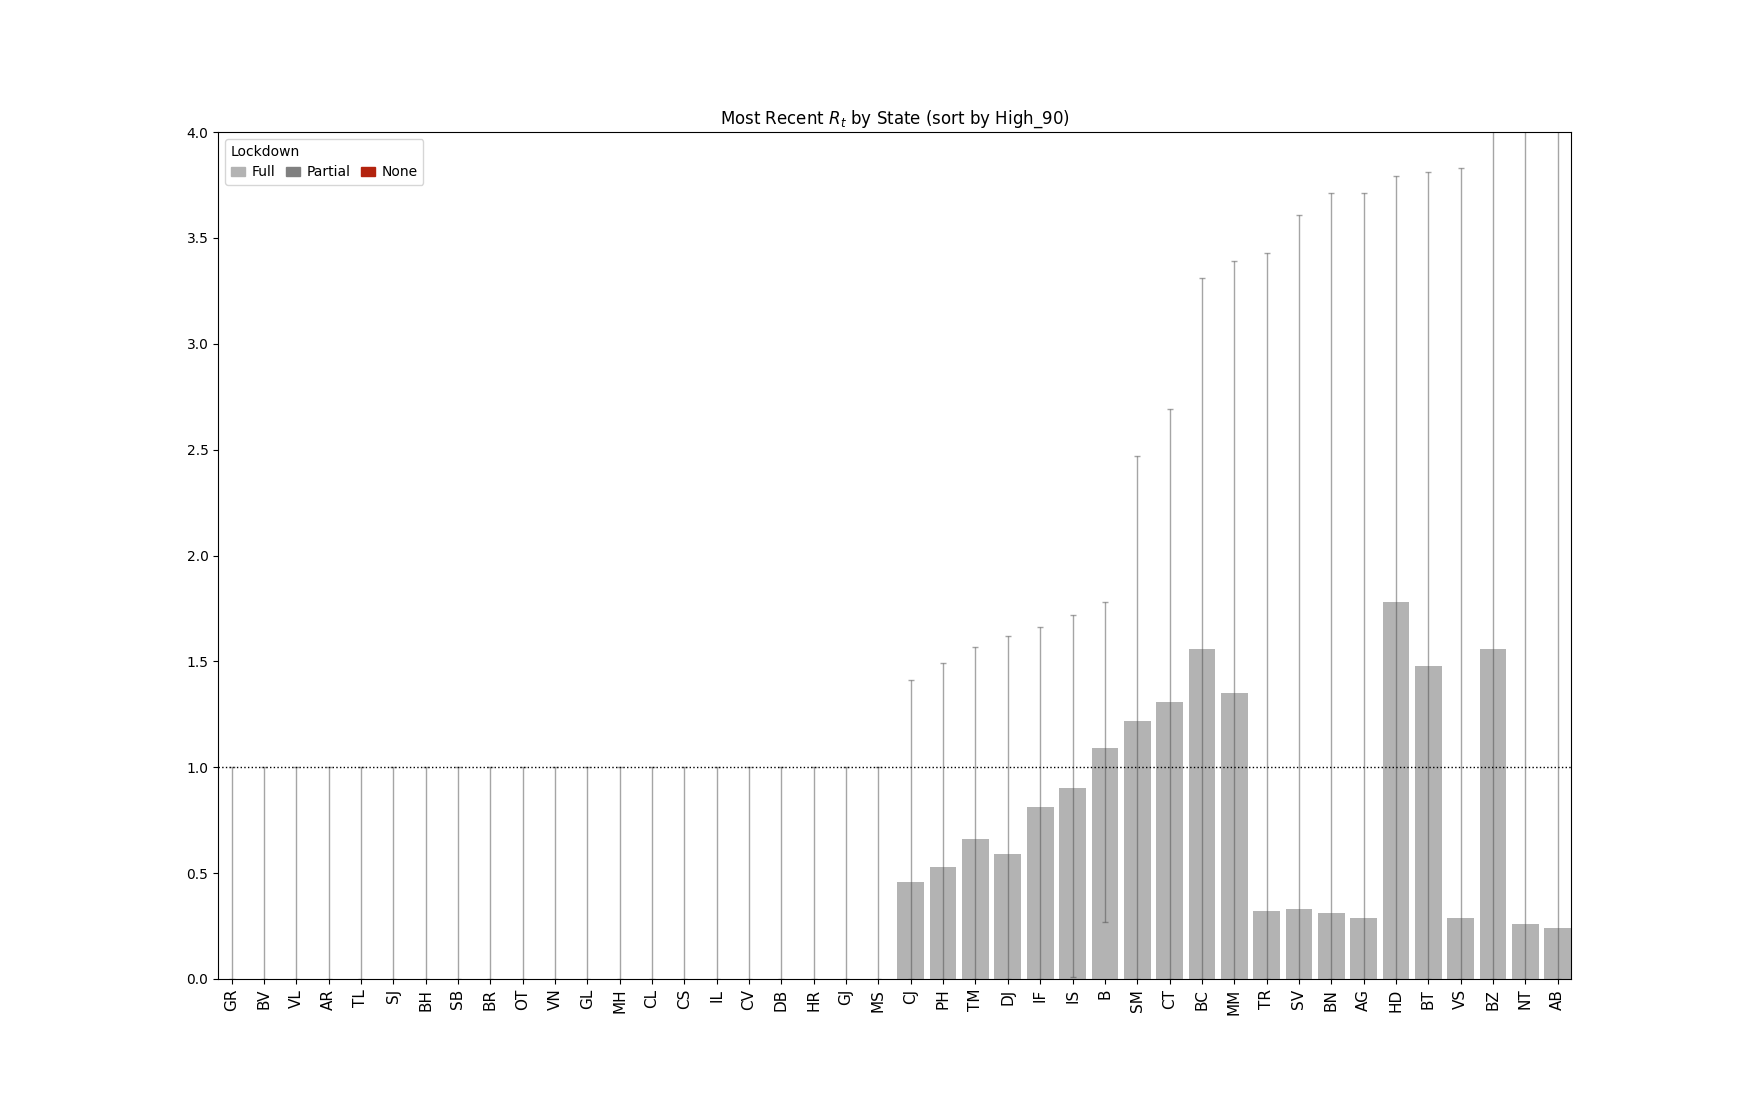 Most Recent R_t by State (sort by High_90)
Lockdown
Full Partial None
4.0
3.5
3.0
2.5
2.0
1.5
1.0
0.5
0.0
GR BV VL AR TL SJ BH SB BR OT VN GL MH CL CS IL CV DB HR GJ MS CJ PH TM DJ IF IS B SM CT BC MM TR SV BN AG HD BT VS BZ NT AB